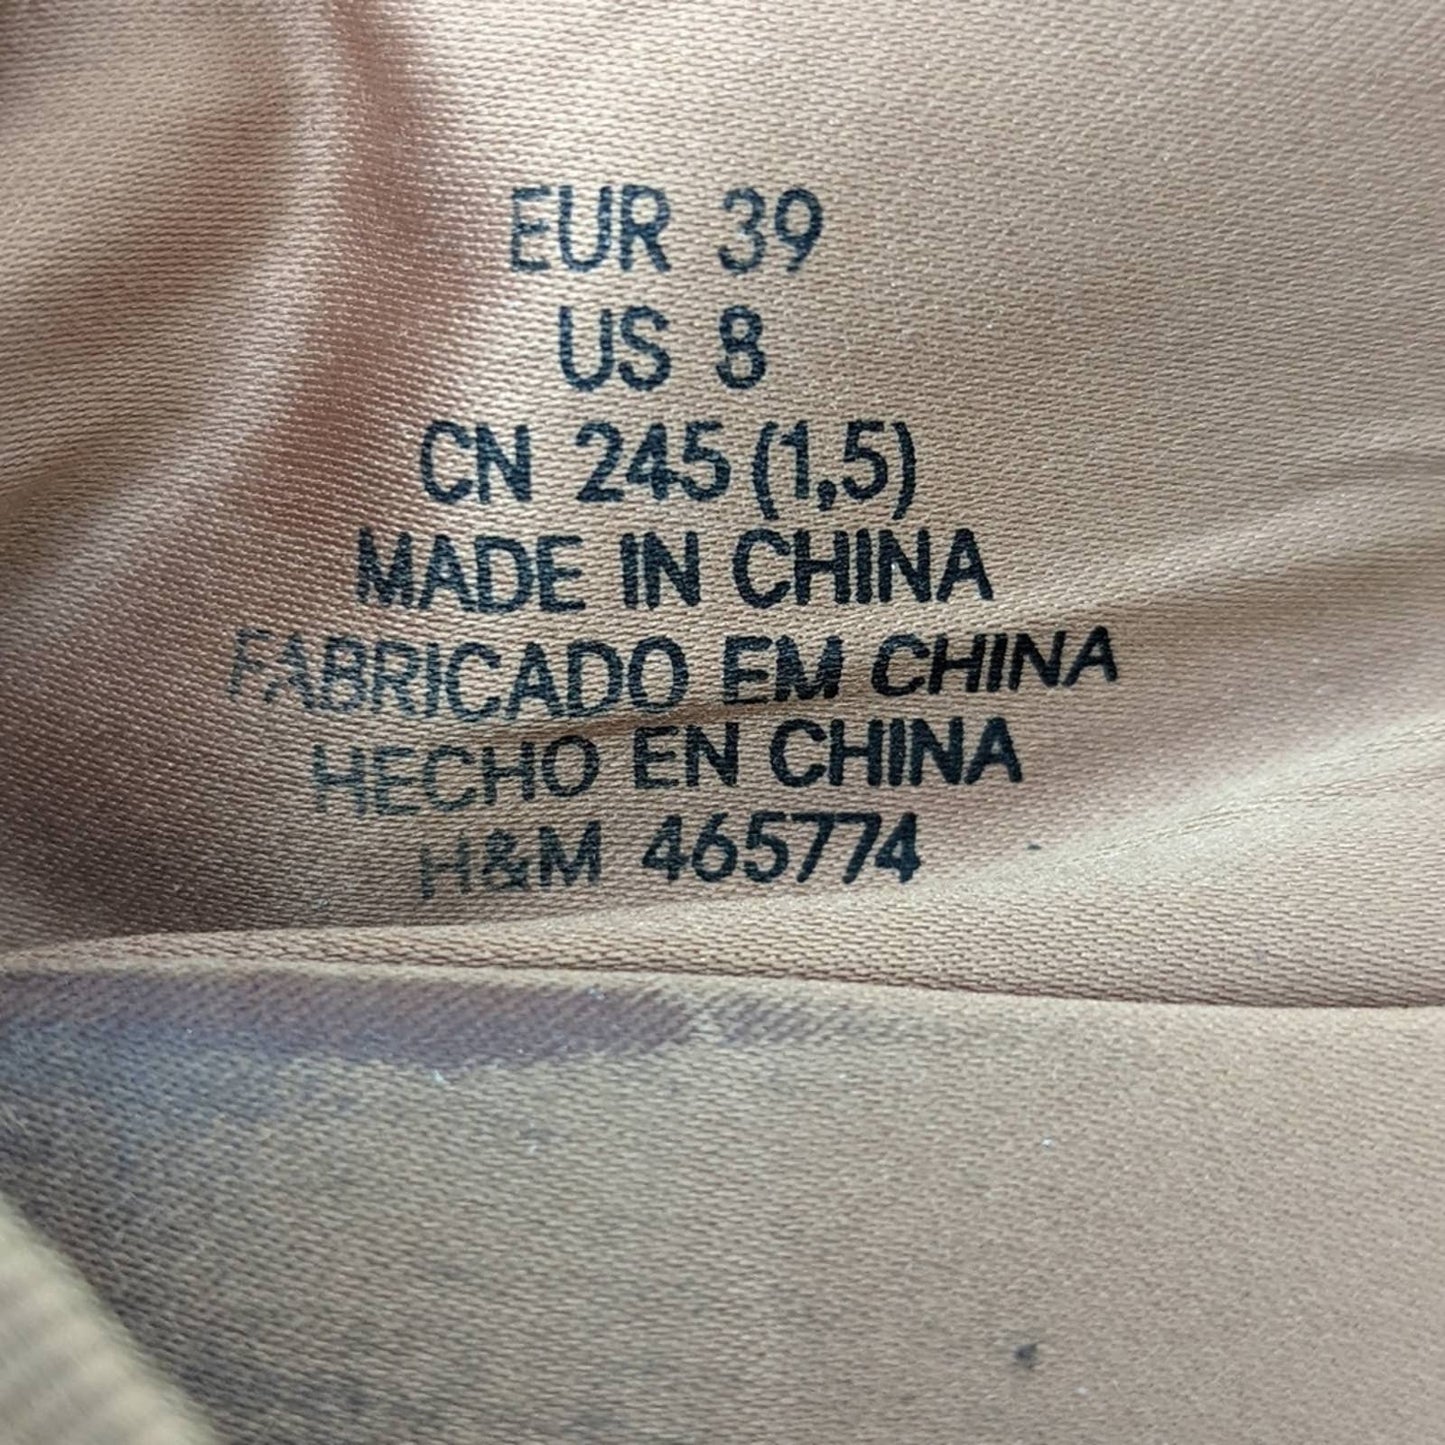 EUR 39
US 8
CN 245 (1,5)
MADE IN CHINA
FABRICADO EM CHINA
HECHO EN CHINA
H&M 465774